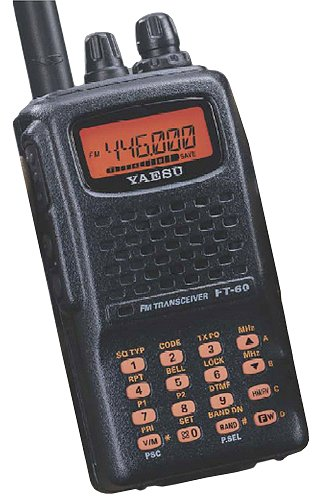 FM 446.000
SAVE
YAESU
FM TRANSCEIVER FT-60
SQ TYP CODE TX PO MHz
1 2 3 ▲ A
RPT BELL LOCK MHz
4 5 6 ▼ B
P1 P2 DTMF
7 8 9 HM/RV C
PRI SET BAND DN
V/M # 0 BAND # F W D
PSC P.SEL